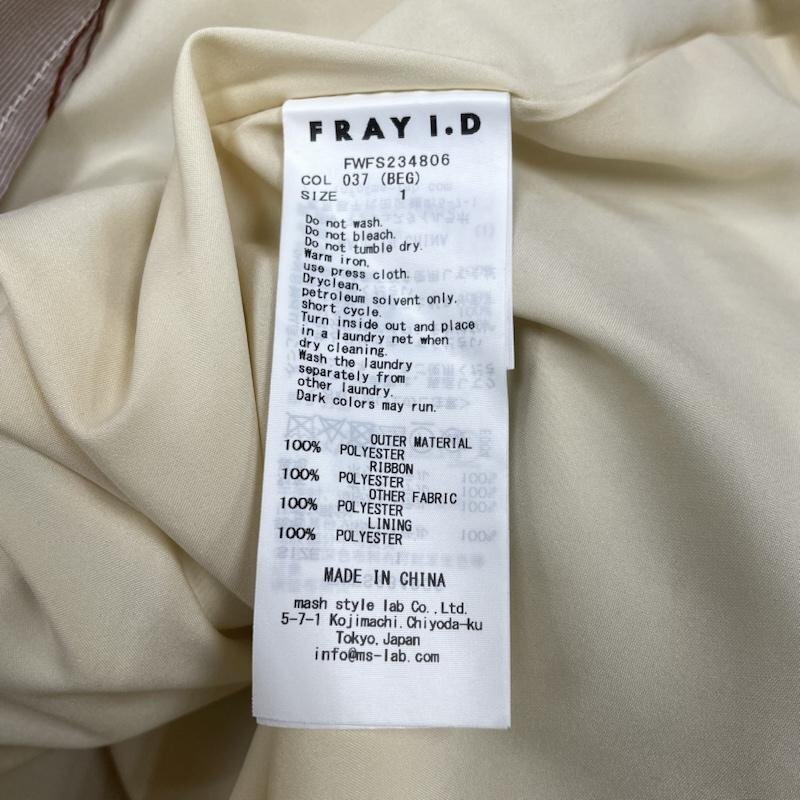 FRAY I.D
FWFS234806
COL 037 (BEG)
SIZE 1
Do not wash.
Do not bleach.
Do not tumble dry.
Warm iron,
use press cloth.
Dryclean.
petroleum solvent only.
short cycle.
Turn inside out and place
in a laundry net when
dry cleaning.
Wash the laundry
separately from
other laundry.
Dark colors may run.
OUTER MATERIAL
100% POLYESTER
RIBBON
100% POLYESTER
OTHER FABRIC
100% POLYESTER
LINING
100% POLYESTER
MADE IN CHINA
mash style lab Co.,Ltd.
5-7-1 Kojimachi.Chiyoda-ku
Tokyo.Japan
info@ms-lab.com